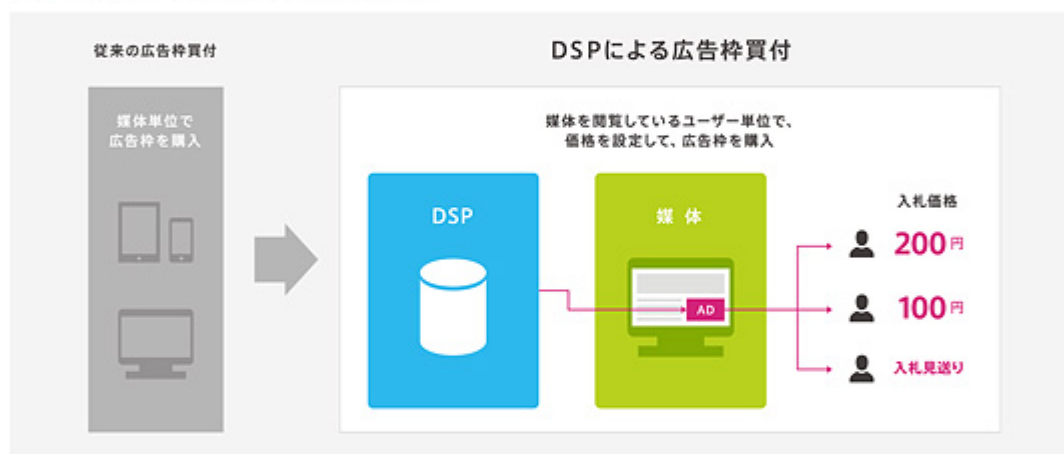 従来の広告枠買付
媒体単位で
広告枠を購入
DSPによる広告枠買付
媒体を閲覧しているユーザー単位で、
価格を設定して、広告枠を購入
DSP
媒体
AD
入札価格
200円
100円
入札見送り